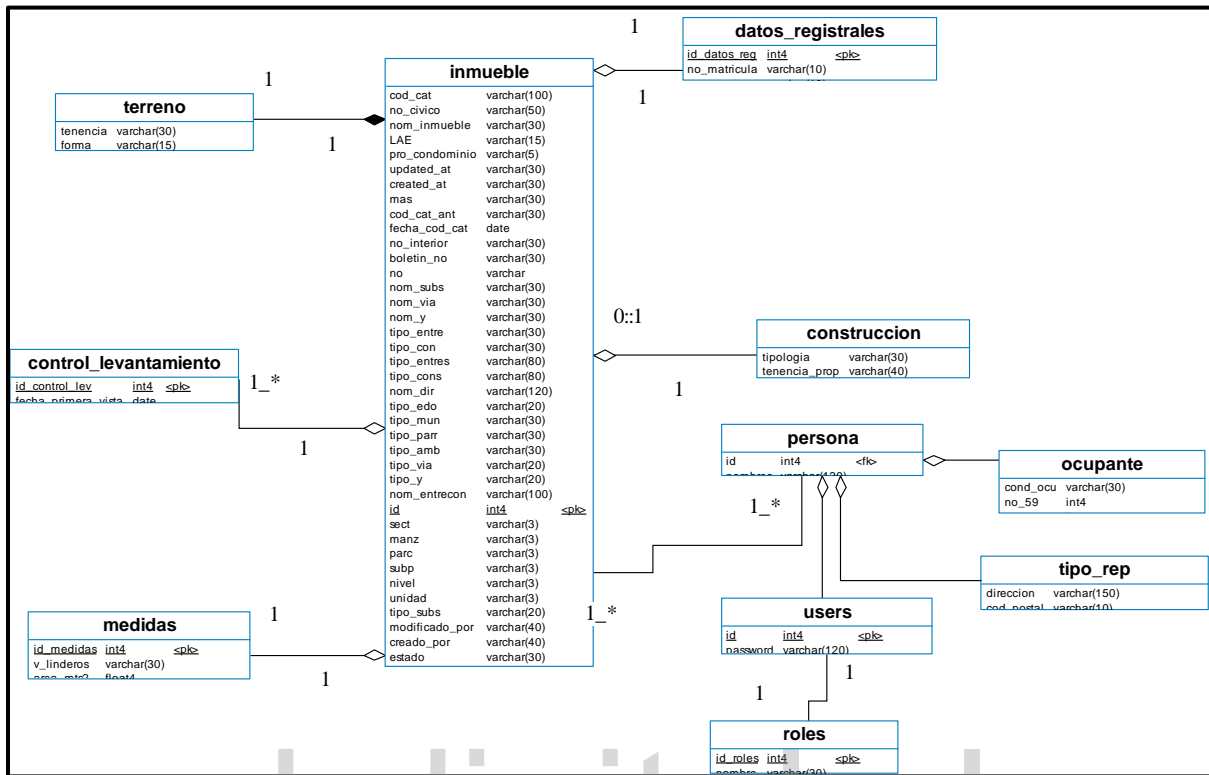 datos_registrales
id_datos_reg int4 <pk>
no_matricula varchar(10)
1
1
inmueble
cod_cat varchar(100)
no_civico varchar(50)
nom_inmueble varchar(30)
LAE varchar(15)
pro_condominio varchar(5)
updated_at varchar(30)
created_at varchar(30)
mas varchar(30)
cod_cat_ant varchar(30)
fecha_cod_cat date
no_interior varchar(30)
boletin_no varchar(30)
no varchar
nom_subs varchar(30)
nom_via varchar(30)
nom_y varchar(30)
tipo_entre varchar(30)
tipo_con varchar(30)
tipo_entres varchar(80)
tipo_cons varchar(80)
nom_dir varchar(120)
tipo_edo varchar(20)
tipo_mun varchar(30)
tipo_parr varchar(30)
tipo_amb varchar(30)
tipo_via varchar(20)
tipo_y varchar(20)
nom_entrecon varchar(100)
id int4 <pk>
sect varchar(3)
manz varchar(3)
parc varchar(3)
subp varchar(3)
nivel varchar(3)
unidad varchar(3)
tipo_subs varchar(20)
modificado_por varchar(40)
creado_por varchar(40)
estado varchar(30)
1
terreno
tenencia varchar(30)
forma varchar(15)
1
0::1
construccion
tipologia varchar(30)
tenencia_prop varchar(40)
1
control_levantamiento
id_control_lev int4 <pk>
fecha_primera_vista date
1_*
1
persona
id int4 <fk>
1_*
ocupante
cond_ocu varchar(30)
no_59 int4
tipo_rep
direccion varchar(150)
cod_postal varchar(10)
1_*
users
id int4 <pk>
password varchar(120)
1
1
medidas
id_medidas int4 <pk>
v_linderos varchar(30)
1
1
roles
id_roles int4 <pk>
nombre varchar(30)